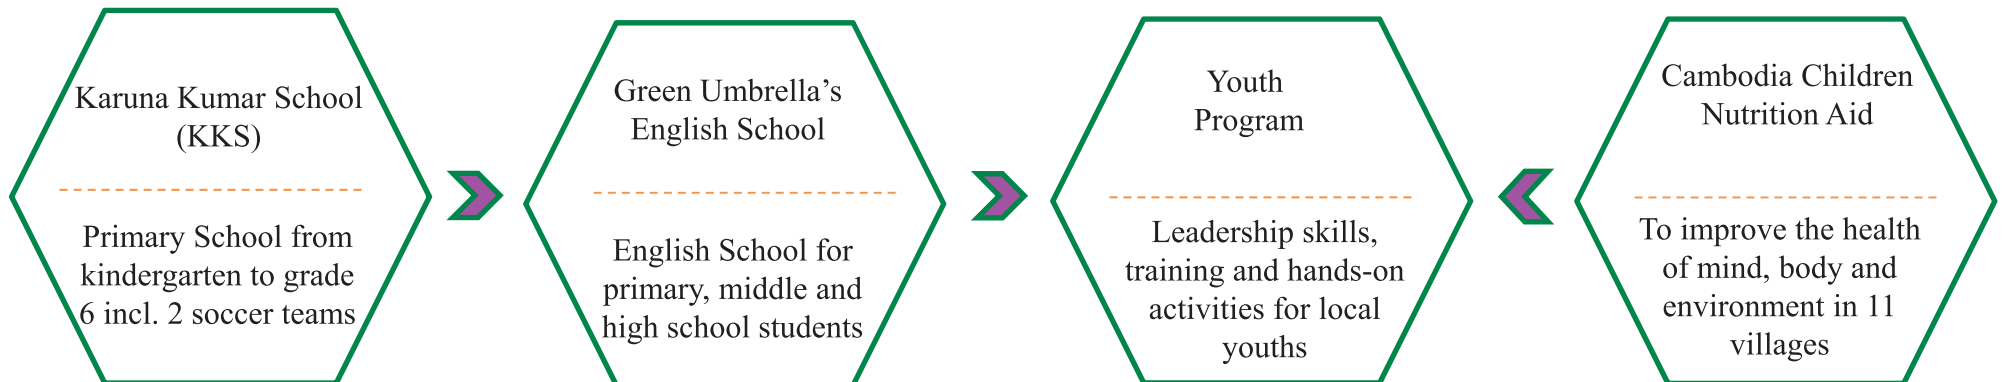 Karuna Kumar School
(KKS)
Primary School from
kindergarten to grade
6 incl. 2 soccer teams
Green Umbrella’s
English School
English School for
primary, middle and
high school students
Youth
Program
Leadership skills,
training and hands-on
activities for local
youths
Cambodia Children
Nutrition Aid
To improve the health
of mind, body and
environment in 11
villages